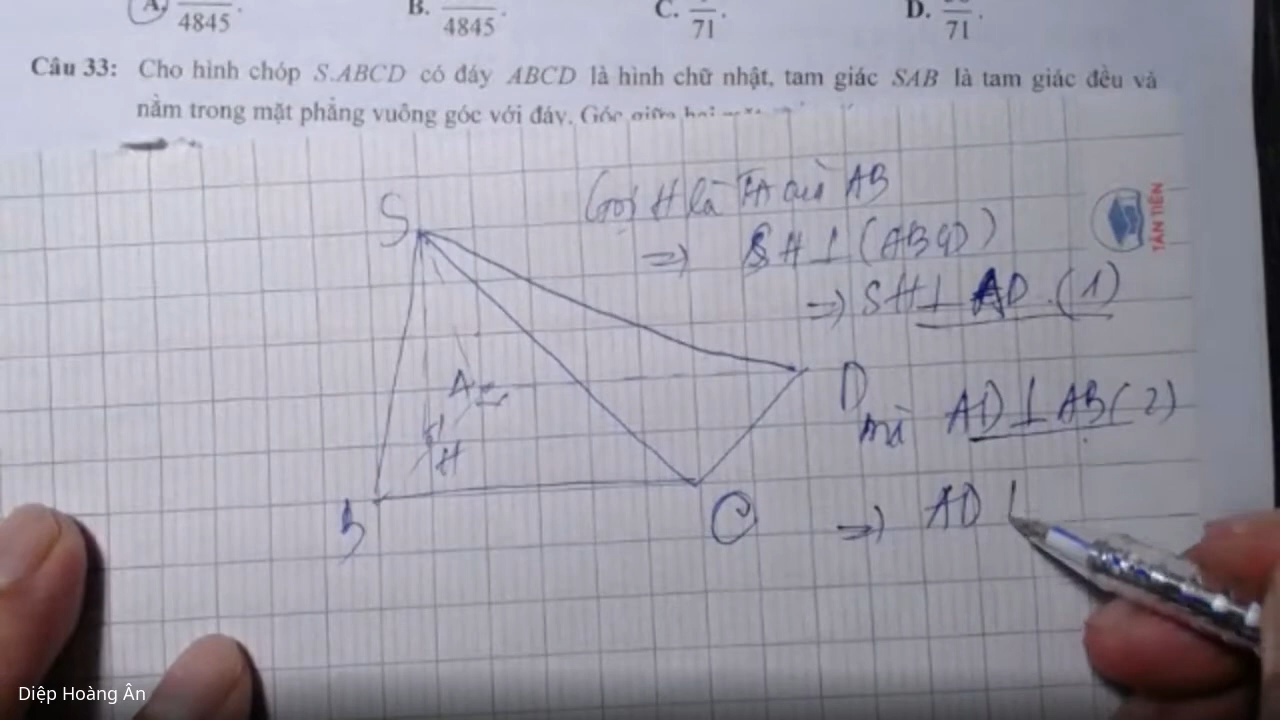 A. 4845. B. 4845. C. 71. D. 71.
Câu 33: Cho hình chóp S.ABCD có đáy ABCD là hình chữ nhật, tam giác SAB là tam giác đều và
nằm trong mặt phẳng vuông góc với đáy. Góc giữa hai
Gọi H là AB
=> SH ⊥ (ABCD)
=> SH ⊥ AD (1)
mà AD ⊥ AB (2)
=> AD ⊥
S
A
D
H
B
C
TÂN TIẾN
Diệp Hoàng Ân